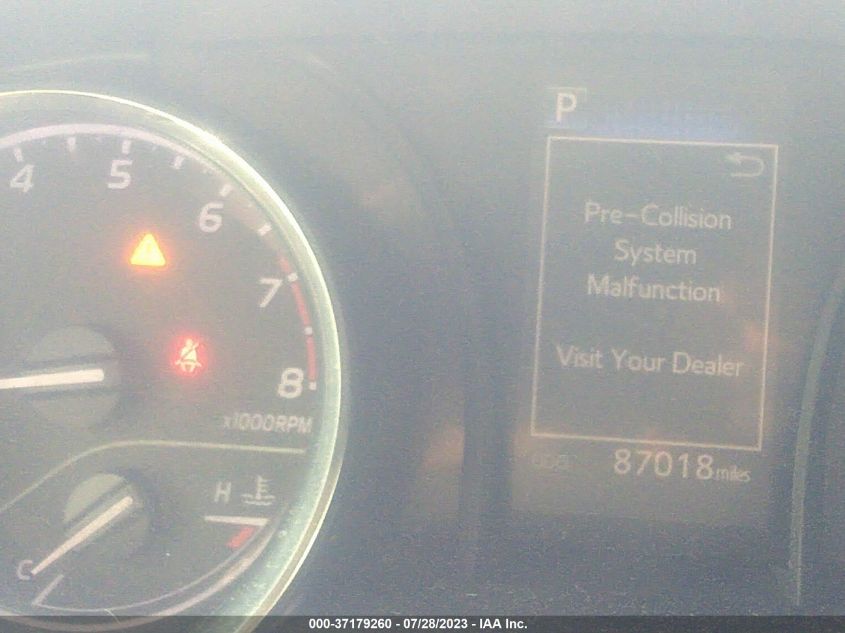 P
4
5
6
7
8
x1000RPM
H
C
Pre-Collision
System
Malfunction
Visit Your Dealer
87018 miles
000-37179260 - 07/28/2023 - IAA Inc.